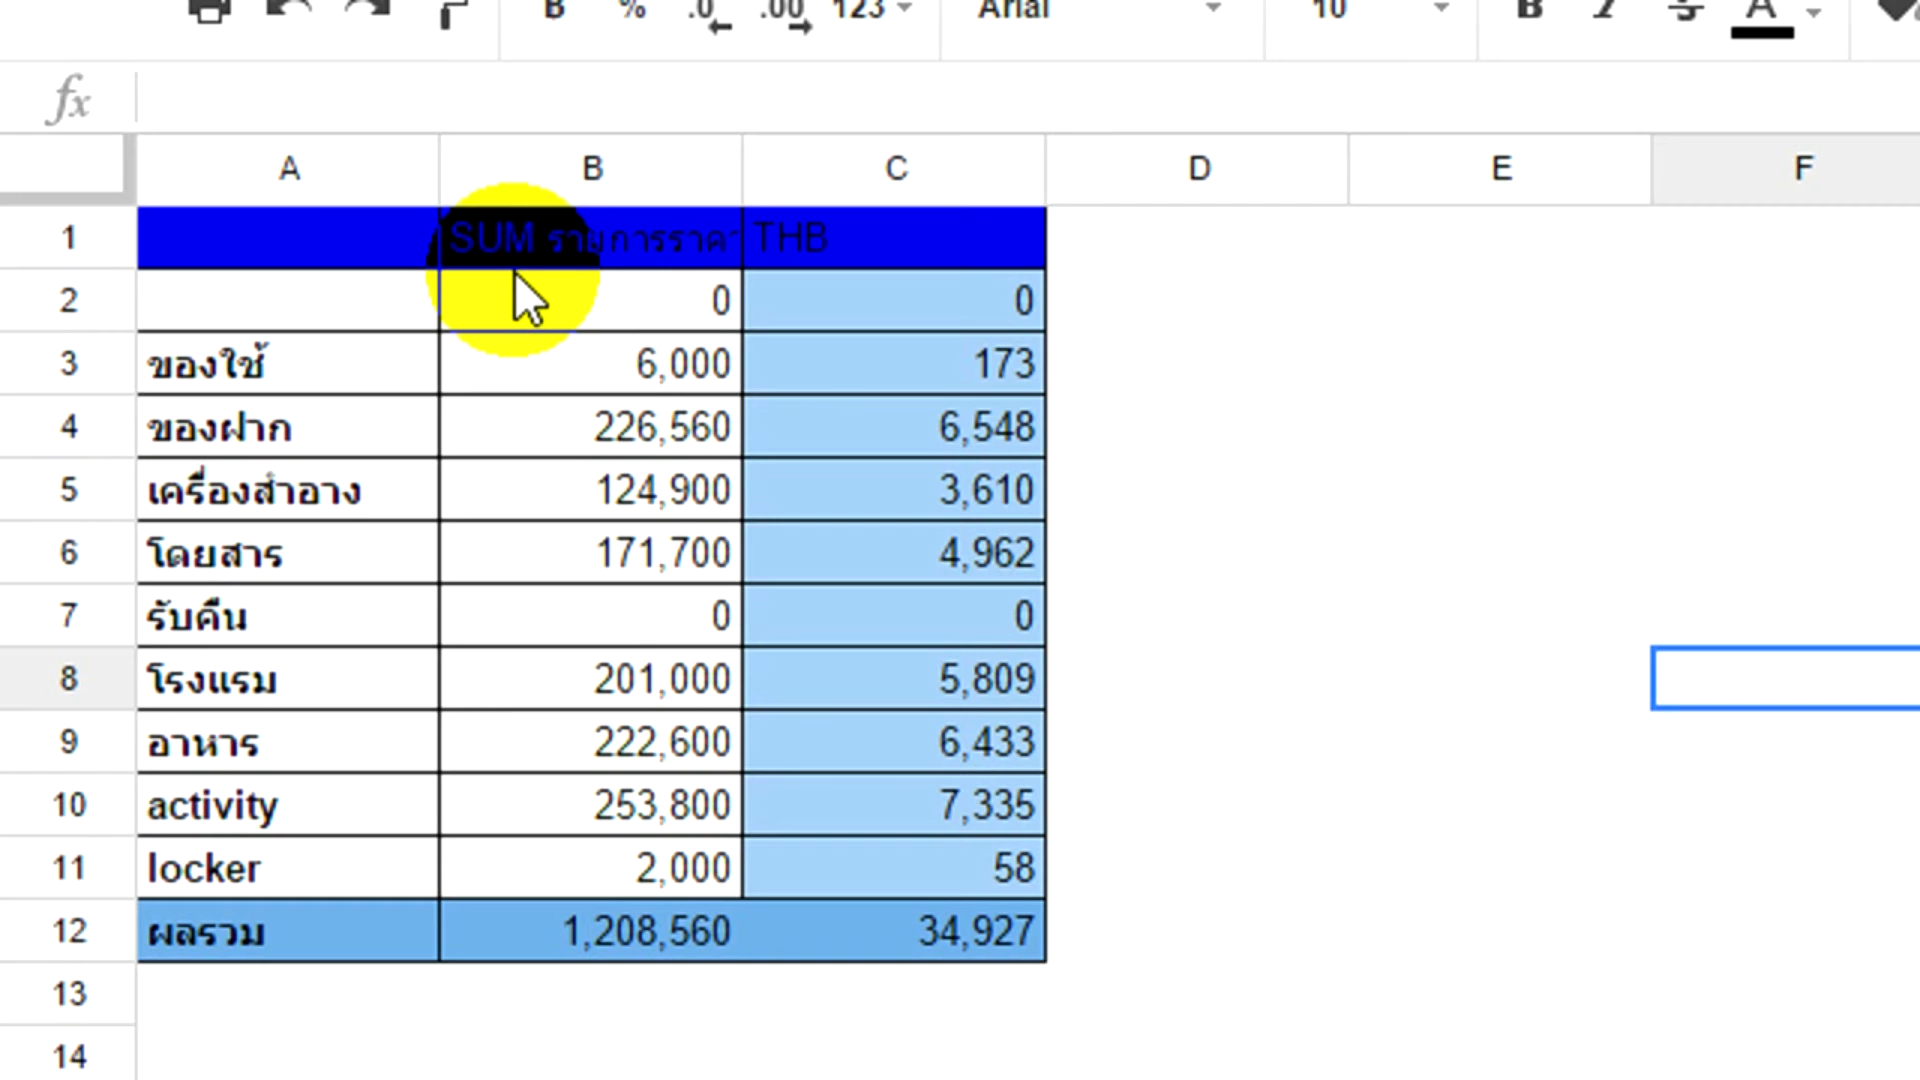 B % .0 .00 123 Arial 10 B I S A
fx
A B C D E F
1 SUM รายการราคา THB
2 0 0
3 ของใช้ 6,000 173
4 ของฝาก 226,560 6,548
5 เครื่องสำอาง 124,900 3,610
6 โดยสาร 171,700 4,962
7 รับคืน 0 0
8 โรงแรม 201,000 5,809
9 อาหาร 222,600 6,433
10 activity 253,800 7,335
11 locker 2,000 58
12 ผลรวม 1,208,560 34,927
13
14